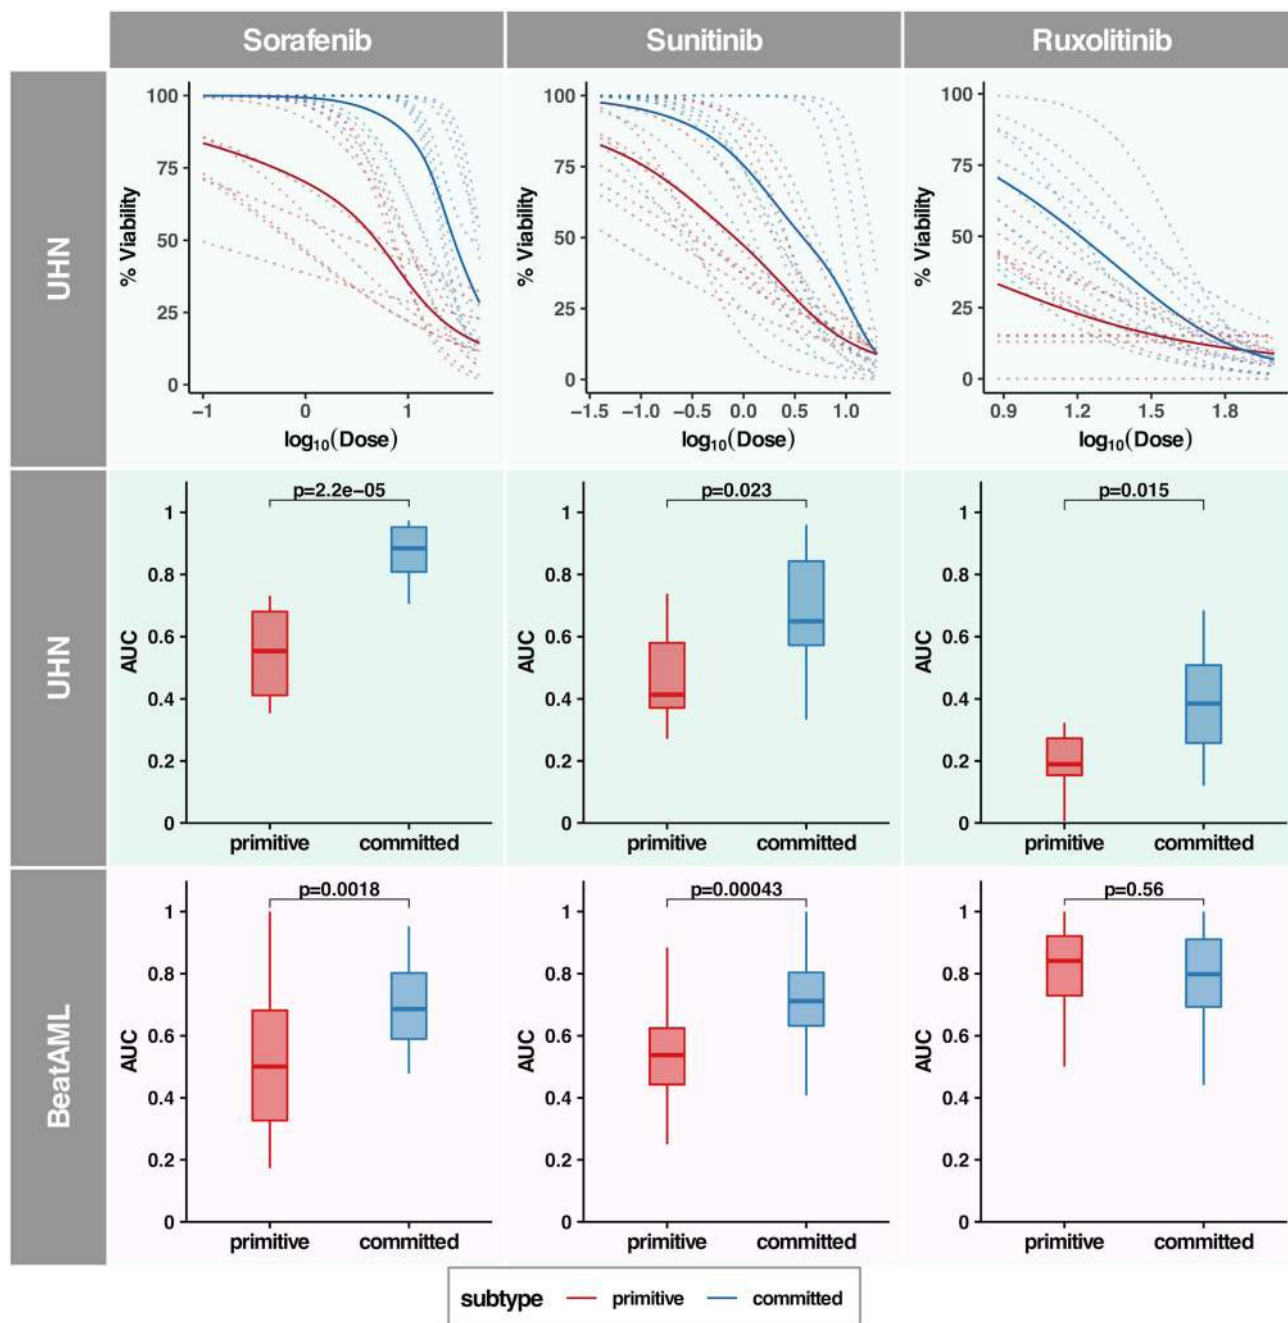 Sorafenib
Sunitinib
Ruxolitinib
UHN
% Viability
100
75
50
25
0
−1
0
1
log10(Dose)
% Viability
100
75
50
25
0
−1.5
−1.0
−0.5
0.0
0.5
1.0
log10(Dose)
% Viability
100
75
50
25
0
0.9
1.2
1.5
1.8
log10(Dose)
UHN
AUC
1
0.8
0.6
0.4
0.2
0
p=2.2e−05
primitive
committed
AUC
1
0.8
0.6
0.4
0.2
0
p=0.023
primitive
committed
AUC
1
0.8
0.6
0.4
0.2
0
p=0.015
primitive
committed
BeatAML
AUC
1
0.8
0.6
0.4
0.2
0
p=0.0018
primitive
committed
AUC
1
0.8
0.6
0.4
0.2
0
p=0.00043
primitive
committed
AUC
1
0.8
0.6
0.4
0.2
0
p=0.56
primitive
committed
subtype primitive committed